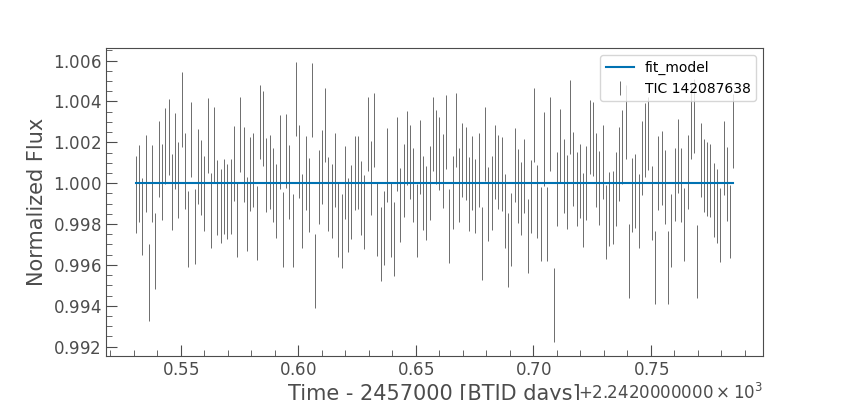 fit_model
TIC 142087638
1.006
1.004
1.002
1.000
0.998
0.996
0.994
0.992
Normalized Flux
0.55
0.60
0.65
0.70
0.75
Time - 2457000 [BTJD days]
+2.2420000000 × 10³